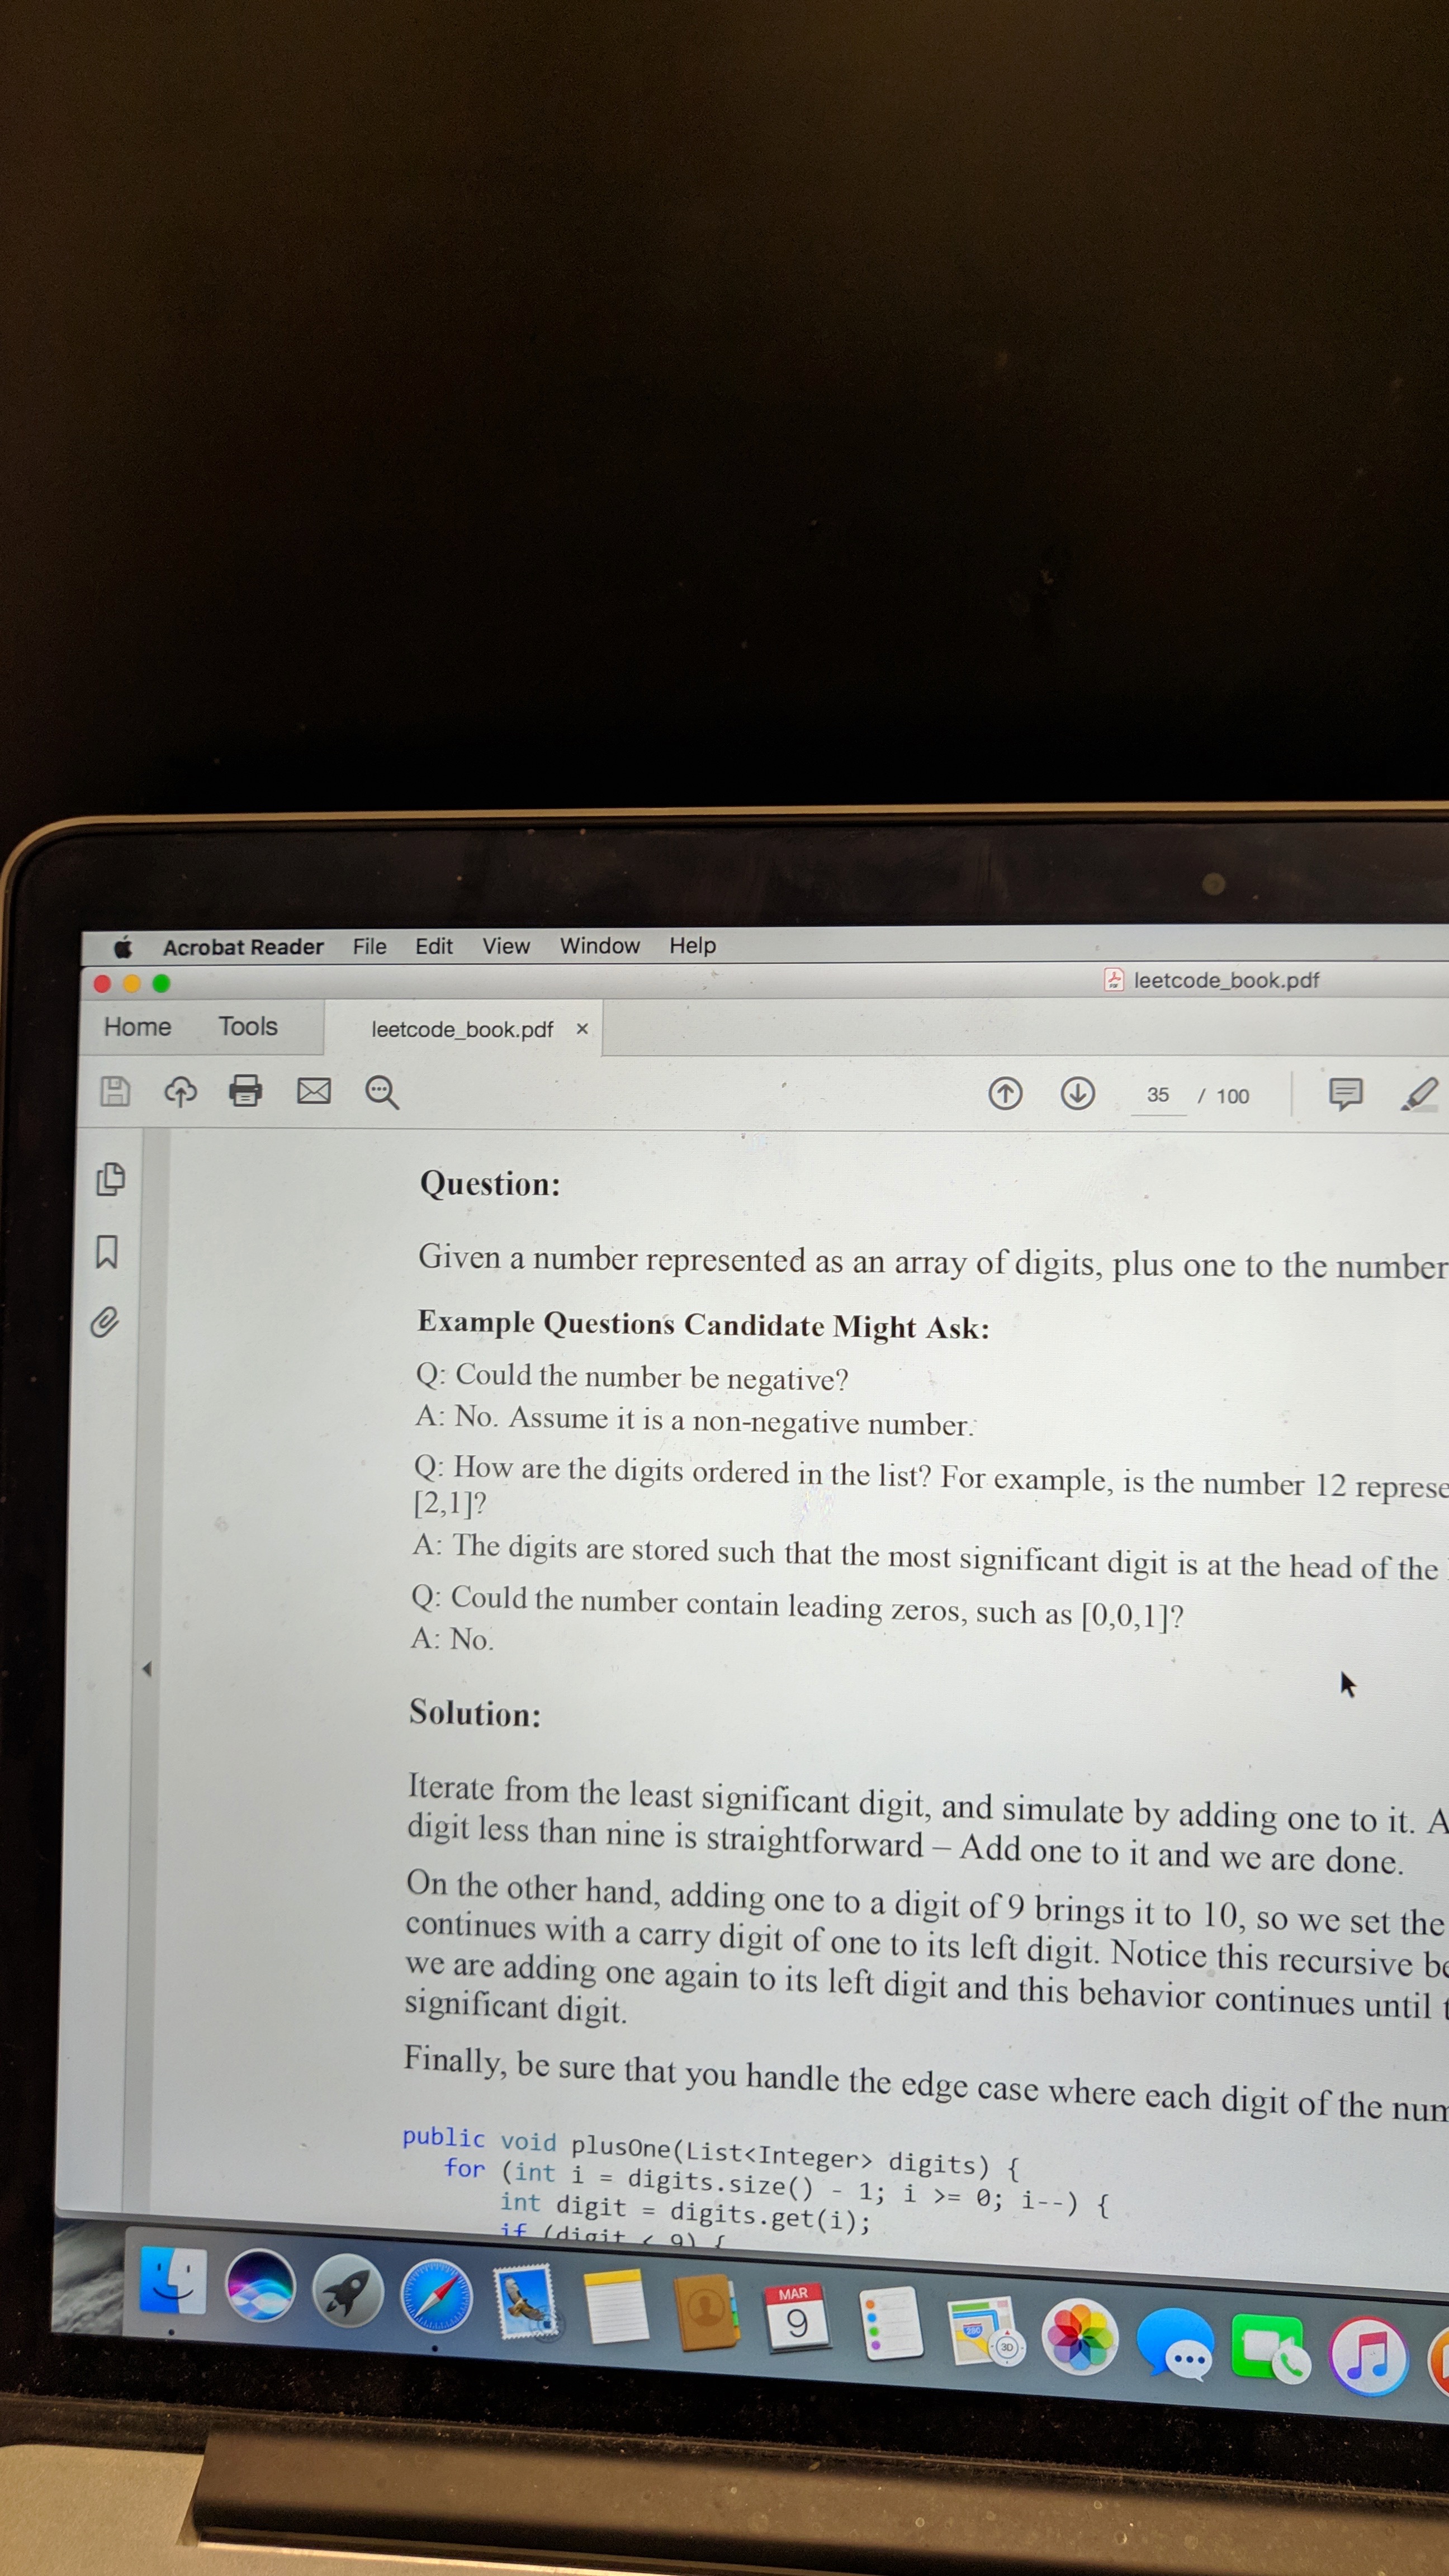 Acrobat Reader File Edit View Window Help
leetcode_book.pdf
Home Tools leetcode_book.pdf ×
35 / 100
Question:
Given a number represented as an array of digits, plus one to the number
Example Questions Candidate Might Ask:
Q: Could the number be negative?
A: No. Assume it is a non-negative number.
Q: How are the digits ordered in the list? For example, is the number 12 represe
[2,1]?
A: The digits are stored such that the most significant digit is at the head of the
Q: Could the number contain leading zeros, such as [0,0,1]?
A: No.
Solution:
Iterate from the least significant digit, and simulate by adding one to it. A
digit less than nine is straightforward – Add one to it and we are done.
On the other hand, adding one to a digit of 9 brings it to 10, so we set the
continues with a carry digit of one to its left digit. Notice this recursive be
we are adding one again to its left digit and this behavior continues until t
significant digit.
Finally, be sure that you handle the edge case where each digit of the num
public void plusOne(List<Integer> digits) {
for (int i = digits.size() - 1; i >= 0; i--) {
int digit = digits.get(i);
if (digit < 9) {
MAR
9
280
3D